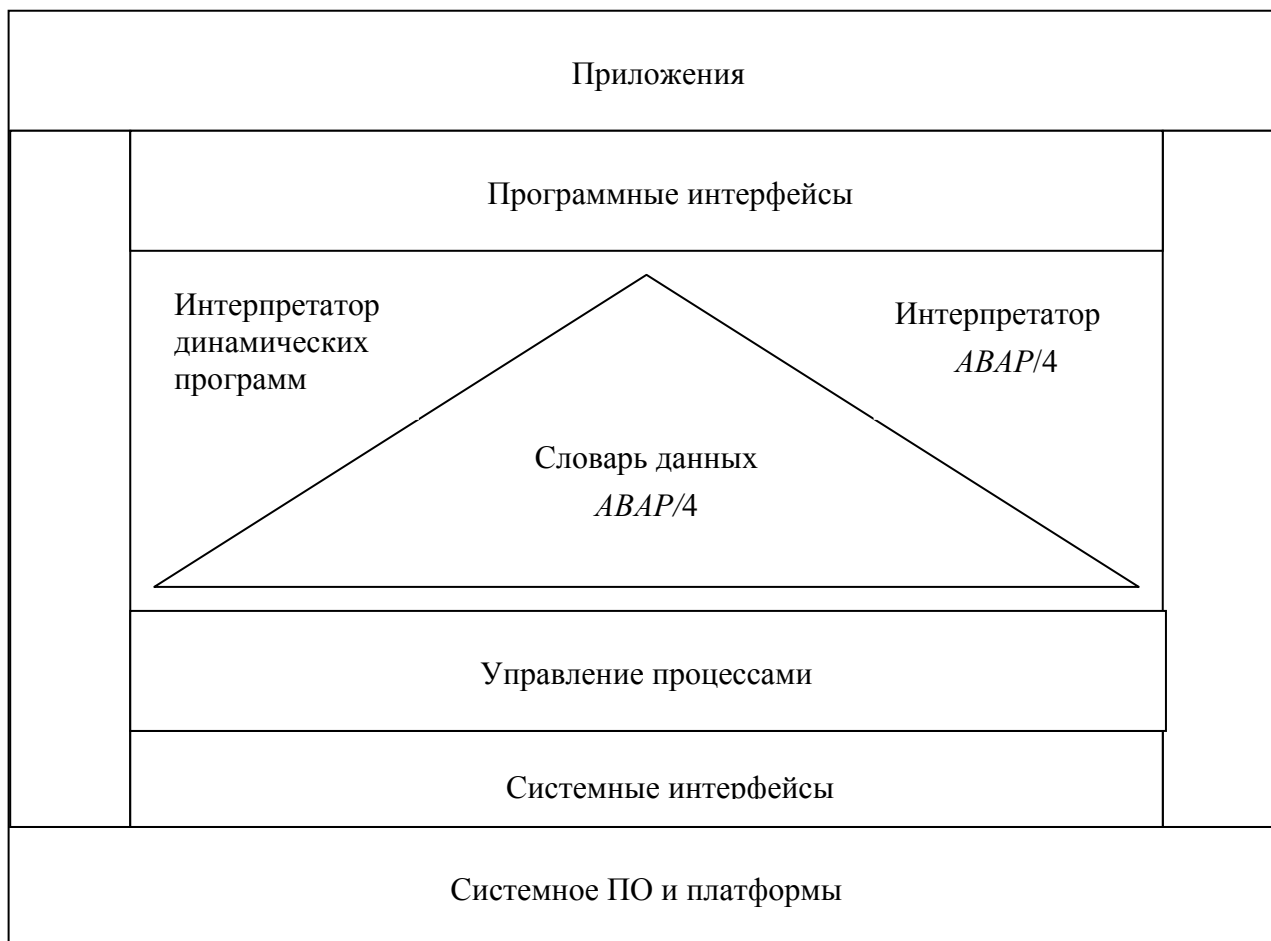 Приложения
Программные интерфейсы
Интерпретатор
динамических
программ
Интерпретатор
ABAP/4
Словарь данных
ABAP/4
Управление процессами
Системные интерфейсы
Системное ПО и платформы